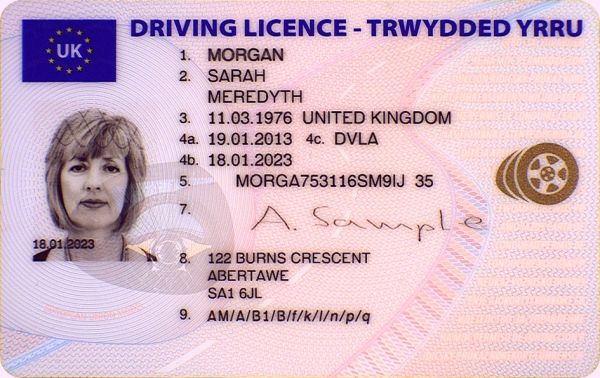 UK
DRIVING LICENCE - TRWYDDED YRRU
1. MORGAN
2. SARAH
MEREDYTH
3. 11.03.1976 UNITED KINGDOM
4a. 19.01.2013 4c. DVLA
4b. 18.01.2023
5. MORGA753116SM9IJ 35
7. A. Sample
18.01.2023
8. 122 BURNS CRESCENT
ABERTAWE
SA1 6JL
9. AM/A/B1/B/f/k/l/n/p/q